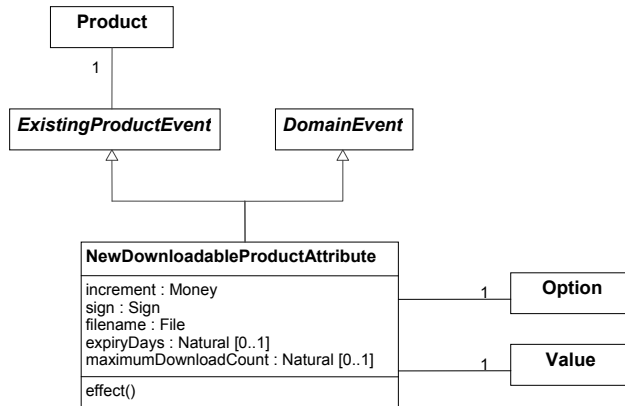 Product
1
ExistingProductEvent
DomainEvent
NewDownloadableProductAttribute
increment : Money
sign : Sign
filename : File
expiryDays : Natural [0..1]
maximumDownloadCount : Natural [0..1]
effect()
1
Option
1
Value